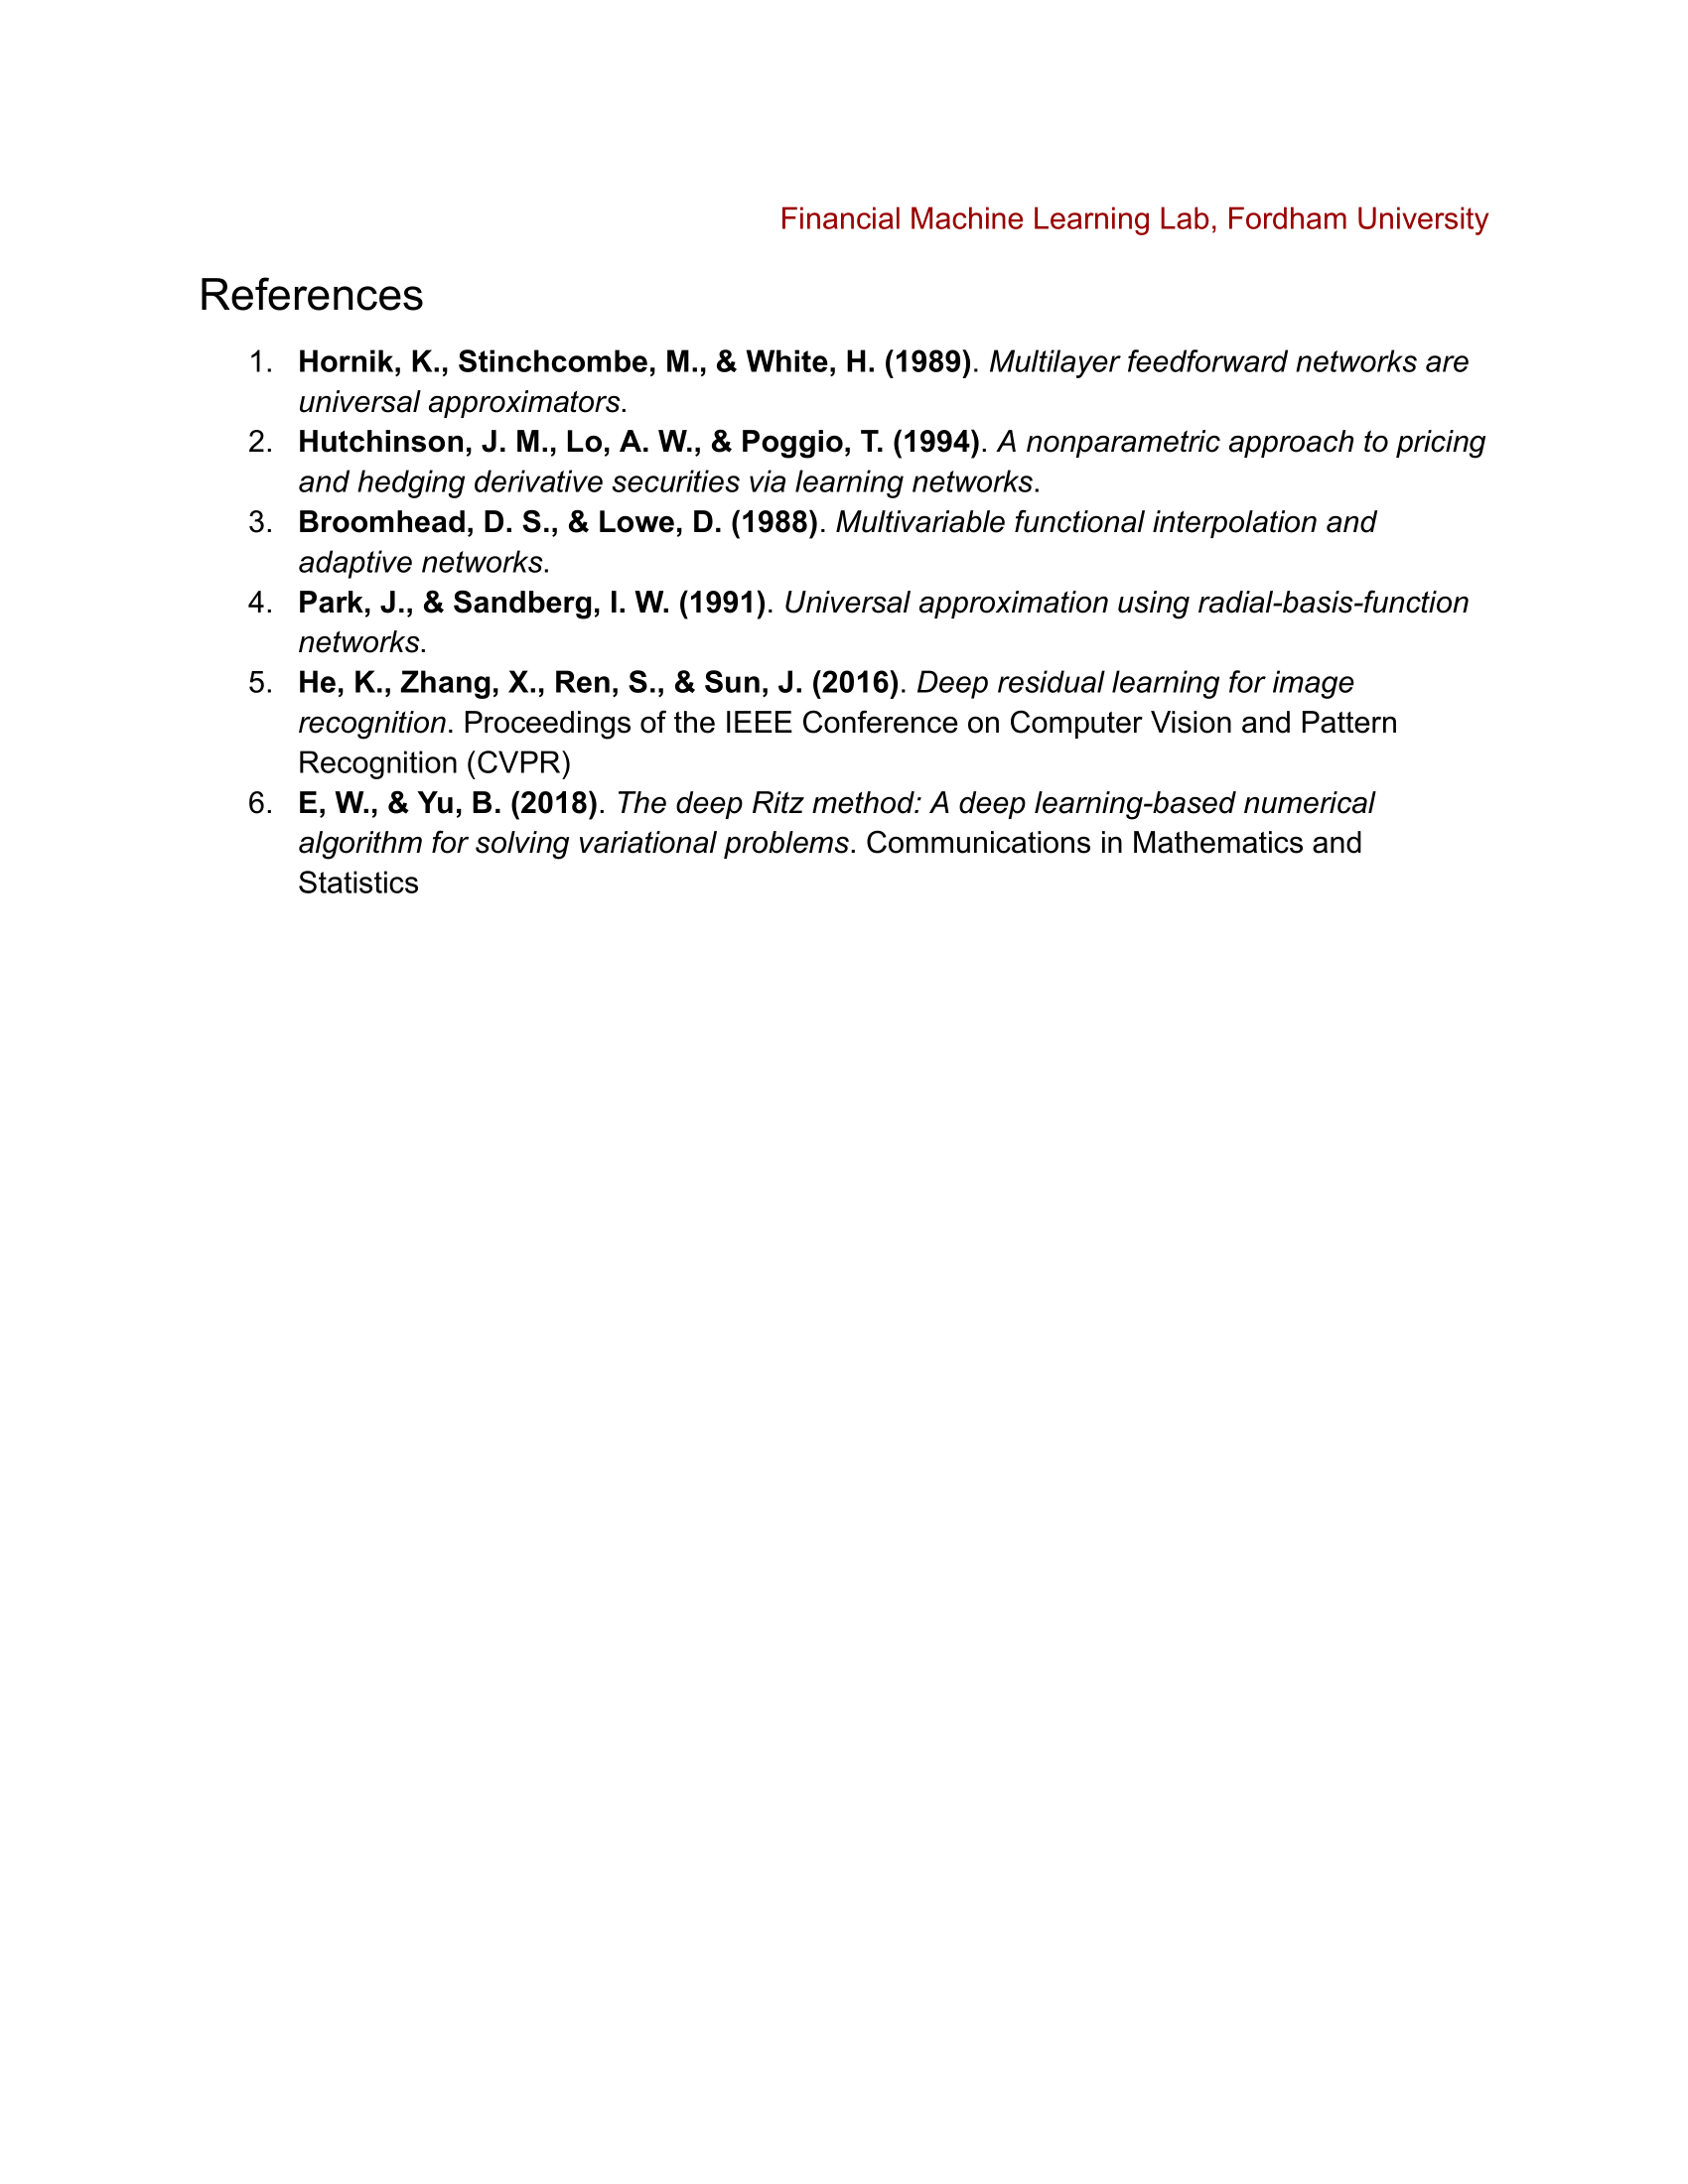 Financial Machine Learning Lab, Fordham University
References
1. Hornik, K., Stinchcombe, M., & White, H. (1989). Multilayer feedforward networks are
universal approximators.
2. Hutchinson, J. M., Lo, A. W., & Poggio, T. (1994). A nonparametric approach to pricing
and hedging derivative securities via learning networks.
3. Broomhead, D. S., & Lowe, D. (1988). Multivariable functional interpolation and
adaptive networks.
4. Park, J., & Sandberg, I. W. (1991). Universal approximation using radial-basis-function
networks.
5. He, K., Zhang, X., Ren, S., & Sun, J. (2016). Deep residual learning for image
recognition. Proceedings of the IEEE Conference on Computer Vision and Pattern
Recognition (CVPR)
6. E, W., & Yu, B. (2018). The deep Ritz method: A deep learning-based numerical
algorithm for solving variational problems. Communications in Mathematics and
Statistics